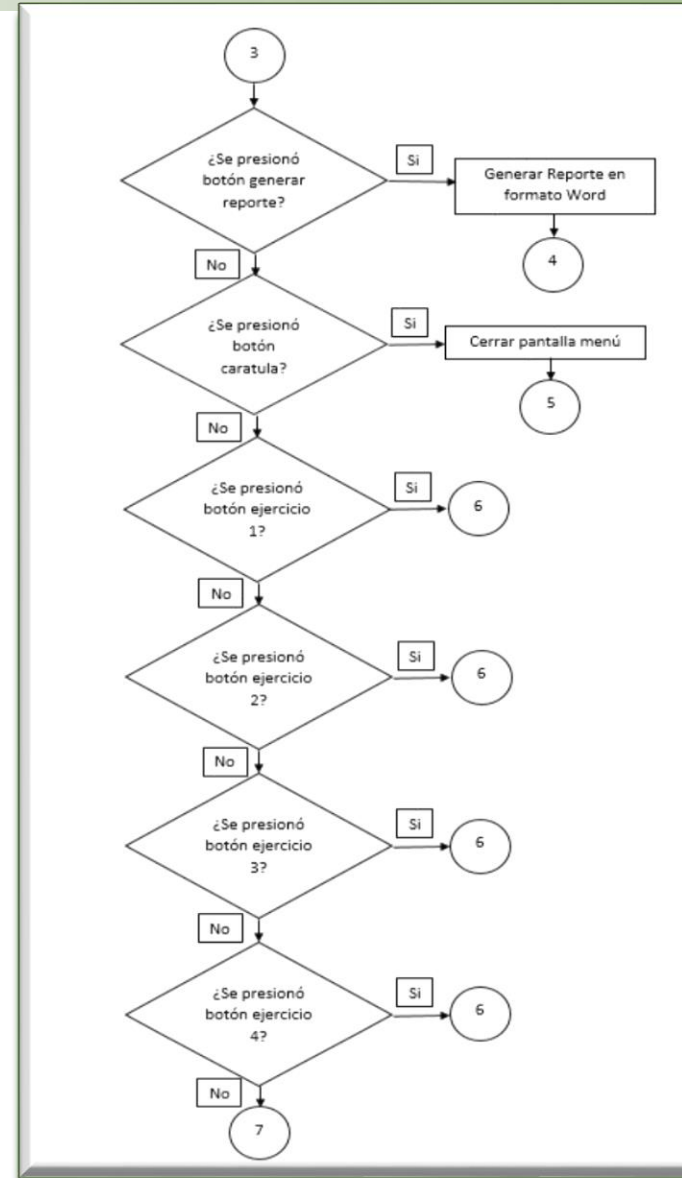 3
¿Se presionó
botón generar
reporte?
Si
Generar Reporte en
formato Word
4
No
¿Se presionó
botón
caratula?
Si
Cerrar pantalla menú
5
No
¿Se presionó
botón ejercicio
1?
Si
6
No
¿Se presionó
botón ejercicio
2?
Si
6
No
¿Se presionó
botón ejercicio
3?
Si
6
No
¿Se presionó
botón ejercicio
4?
Si
6
No
7